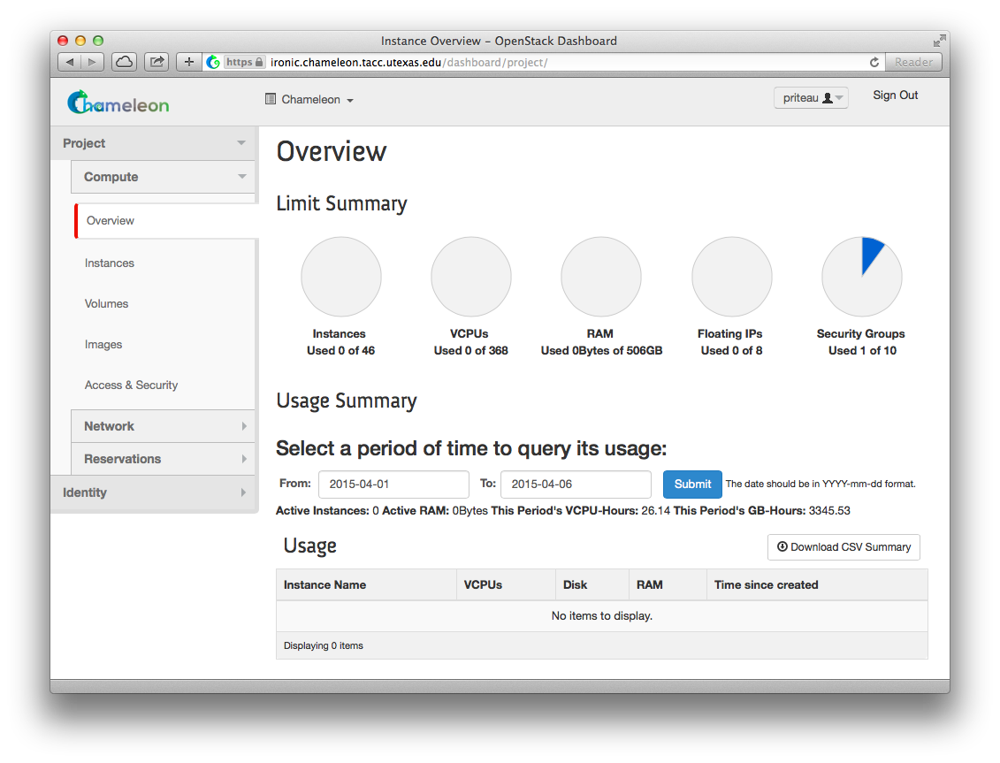 Instance Overview – OpenStack Dashboard
https ironic.chameleon.tacc.utexas.edu/dashboard/project/ Reader
Chameleon Chameleon priteau Sign Out
Project
Compute
Overview
Instances
Volumes
Images
Access & Security
Network
Reservations
Identity
Overview
Limit Summary
Instances VCPUs RAM Floating IPs Security Groups
Used 0 of 46 Used 0 of 368 Used 0Bytes of 506GB Used 0 of 8 Used 1 of 10
Usage Summary
Select a period of time to query its usage:
From: 2015-04-01 To: 2015-04-06 Submit The date should be in YYYY-mm-dd format.
Active Instances: 0 Active RAM: 0Bytes This Period's VCPU-Hours: 26.14 This Period's GB-Hours: 3345.53
Usage Download CSV Summary
Instance Name VCPUs Disk RAM Time since created
No items to display.
Displaying 0 items